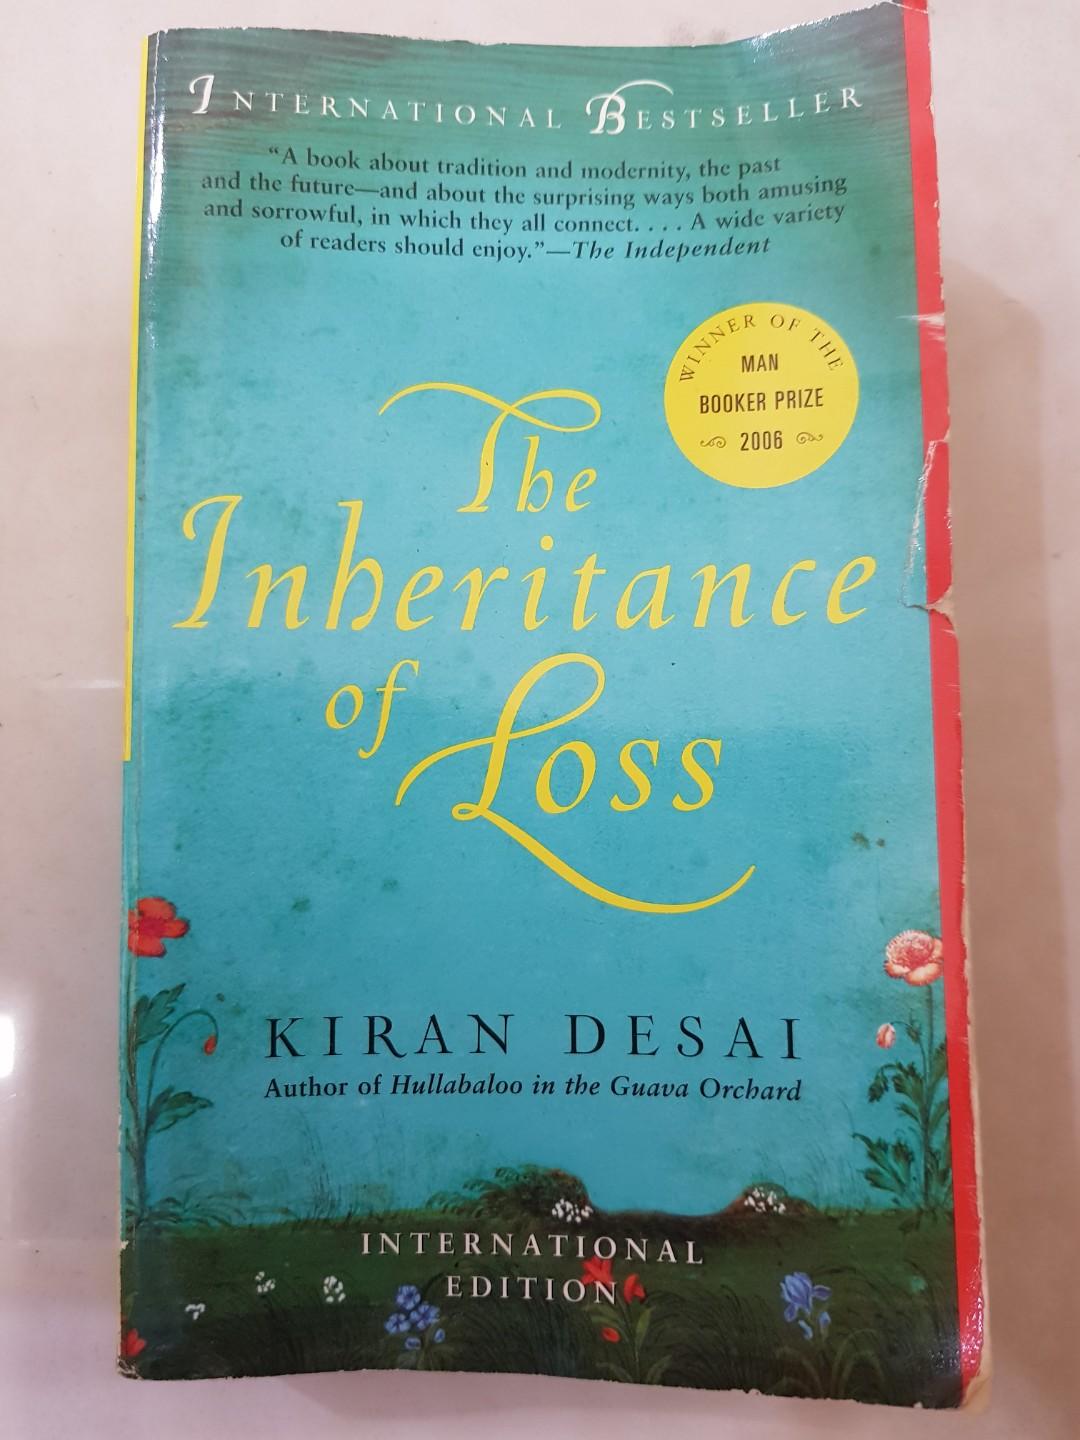 INTERNATIONAL BESTSELLER
“A book about tradition and modernity, the past
and the future—and about the surprising ways both amusing
and sorrowful, in which they all connect. . . . A wide variety
of readers should enjoy.”—The Independent
WINNER OF THE
MAN
BOOKER PRIZE
2006
The
Inheritance
of Loss
KIRAN DESAI
Author of Hullabaloo in the Guava Orchard
INTERNATIONAL
EDITION